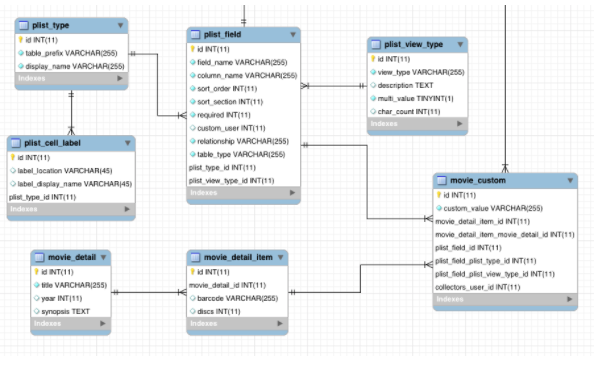 plist_type
id INT(11)
table_prefix VARCHAR(255)
display_name VARCHAR(255)
Indexes
plist_field
id INT(11)
field_name VARCHAR(255)
column_name VARCHAR(255)
sort_order INT(11)
sort_section INT(11)
required INT(11)
custom_user INT(11)
relationship VARCHAR(255)
table_type VARCHAR(255)
plist_type_id INT(11)
plist_view_type_id INT(11)
Indexes
plist_view_type
id INT(11)
view_type VARCHAR(255)
description TEXT
multi_value TINYINT(1)
char_count INT(11)
Indexes
plist_cell_label
id INT(11)
label_location VARCHAR(45)
label_display_name VARCHAR(45)
plist_type_id INT(11)
Indexes
movie_custom
id INT(11)
custom_value VARCHAR(255)
movie_detail_item_id INT(11)
movie_detail_item_movie_detail_id INT(11)
plist_field_id INT(11)
plist_field_plist_type_id INT(11)
plist_field_plist_view_type_id INT(11)
collectors_user_id INT(11)
Indexes
movie_detail
id INT(11)
title VARCHAR(255)
year INT(11)
synopsis TEXT
Indexes
movie_detail_item
id INT(11)
movie_detail_id INT(11)
barcode VARCHAR(255)
discs INT(11)
Indexes